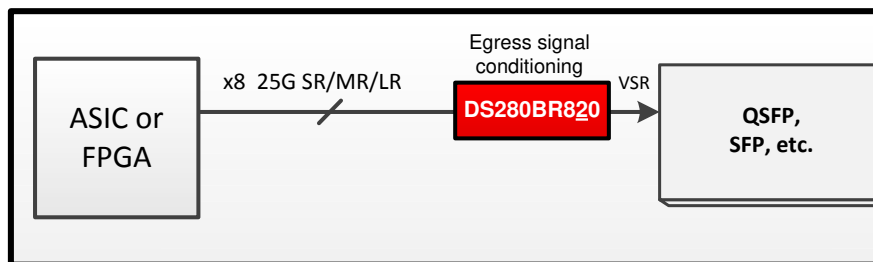 Egress signal
conditioning
x8 25G SR/MR/LR
VSR
ASIC or
FPGA
DS280BR820
QSFP,
SFP, etc.